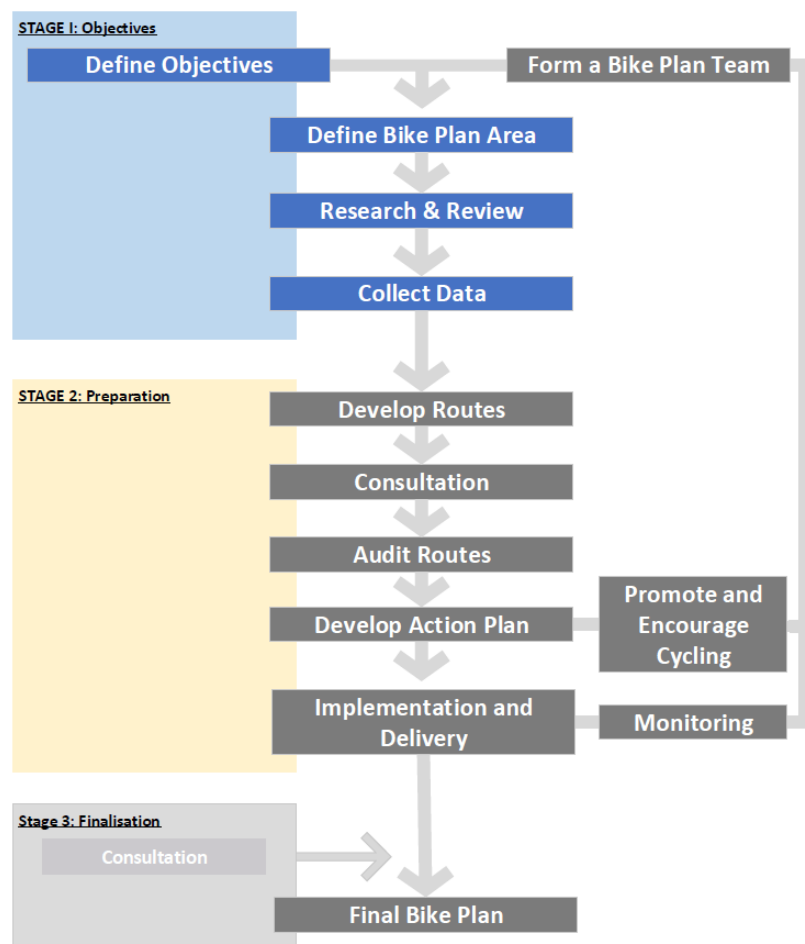 STAGE I: Objectives
Define Objectives
Form a Bike Plan Team
Define Bike Plan Area
Research & Review
Collect Data
STAGE 2: Preparation
Develop Routes
Consultation
Audit Routes
Develop Action Plan
Promote and
Encourage
Cycling
Implementation and
Delivery
Monitoring
Stage 3: Finalisation
Consultation
Final Bike Plan